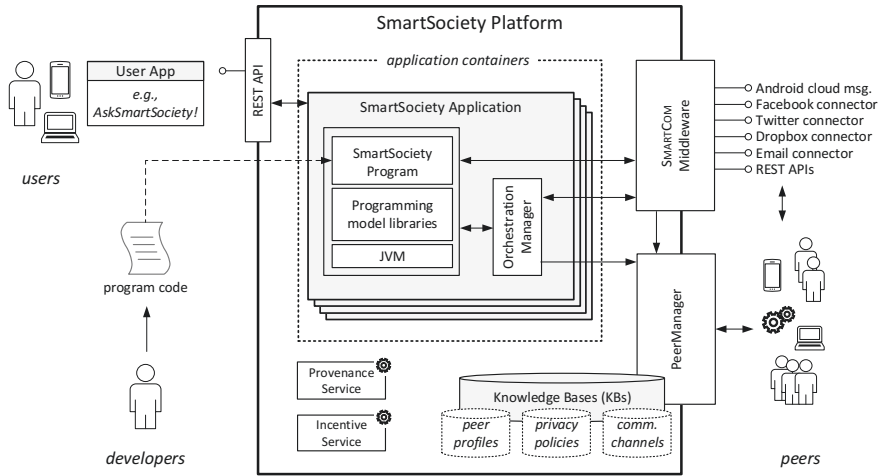 SmartSociety Platform
User App
e.g.,
AskSmartSociety!
users
REST API
application containers
SmartSociety Application
SmartSociety
Program
Programming
model libraries
JVM
Orchestration
Manager
SMARTCOM
Middleware
Android cloud msg.
Facebook connector
Twitter connector
Dropbox connector
Email connector
REST APIs
program code
developers
PeerManager
Provenance
Service
Incentive
Service
Knowledge Bases (KBs)
peer
profiles
privacy
policies
comm.
channels
peers